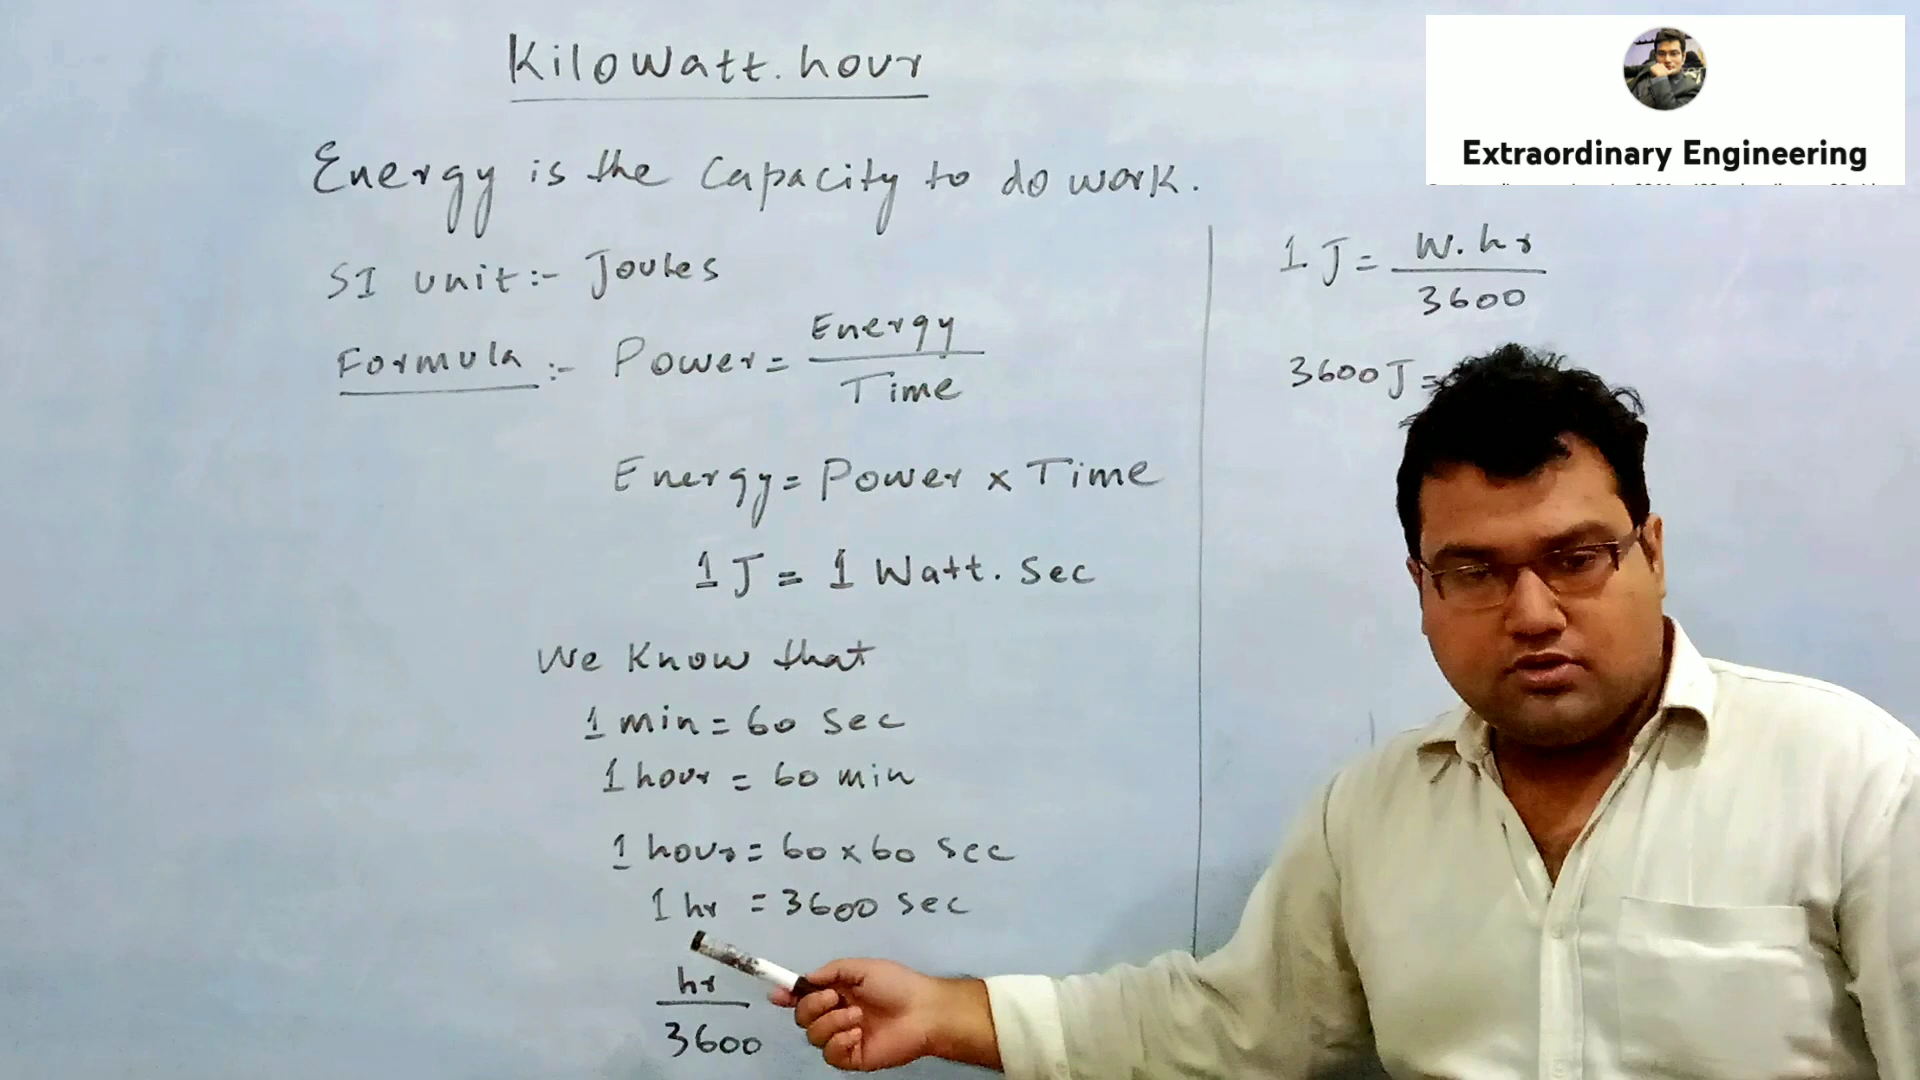 Kilowatt.hour
Energy is the Capacity to do work.
SI unit:- Joules
Formula :- Power = Energy / Time
Energy = Power x Time
1 J = 1 Watt. Sec
We Know that
1 min = 60 Sec
1 hour = 60 min
1 hour = 60 x 60 Sec
1 hr = 3600 Sec
hr / 3600
1 J = W. hr / 3600
3600 J =
Extraordinary Engineering